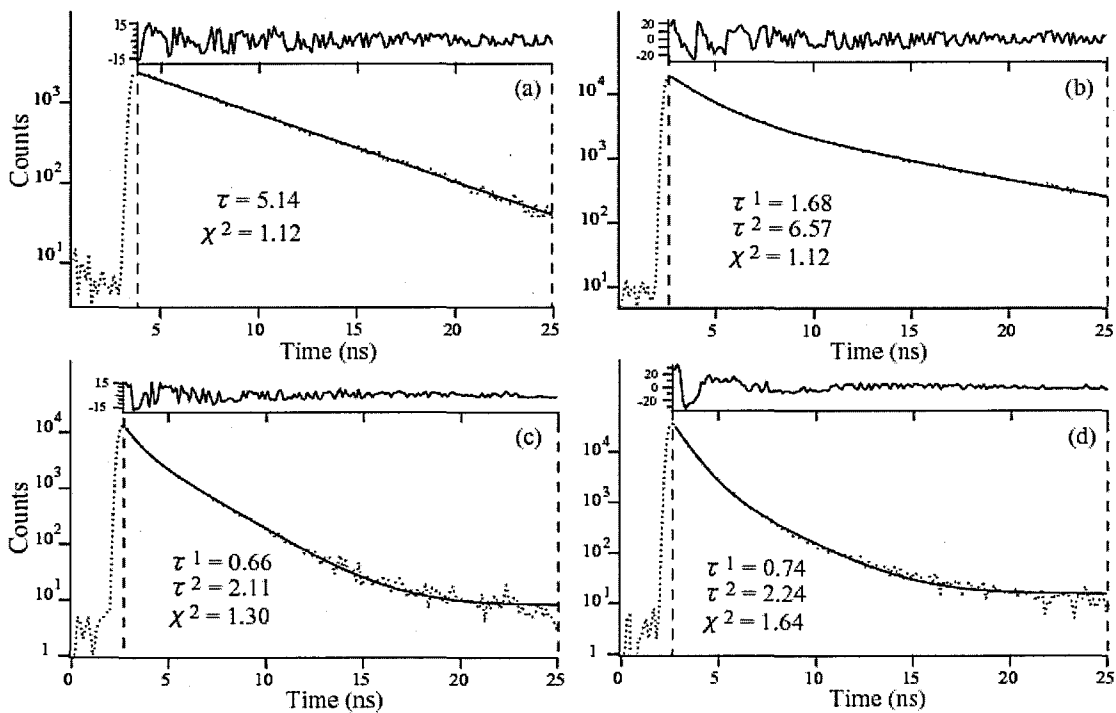 15
-15
(a)
10³
10²
10¹
Counts
τ = 5.14
χ² = 1.12
5
10
15
20
25
Time (ns)
20
0
-20
(b)
10⁴
10³
10²
10¹
τ¹ = 1.68
τ² = 6.57
χ² = 1.12
5
10
15
20
25
Time (ns)
15
-15
(c)
10⁴
10³
10²
10¹
1
Counts
τ¹ = 0.66
τ² = 2.11
χ² = 1.30
0
5
10
15
20
25
Time (ns)
20
0
-20
(d)
10⁴
10³
10²
10¹
1
τ¹ = 0.74
τ² = 2.24
χ² = 1.64
0
5
10
15
20
25
Time (ns)